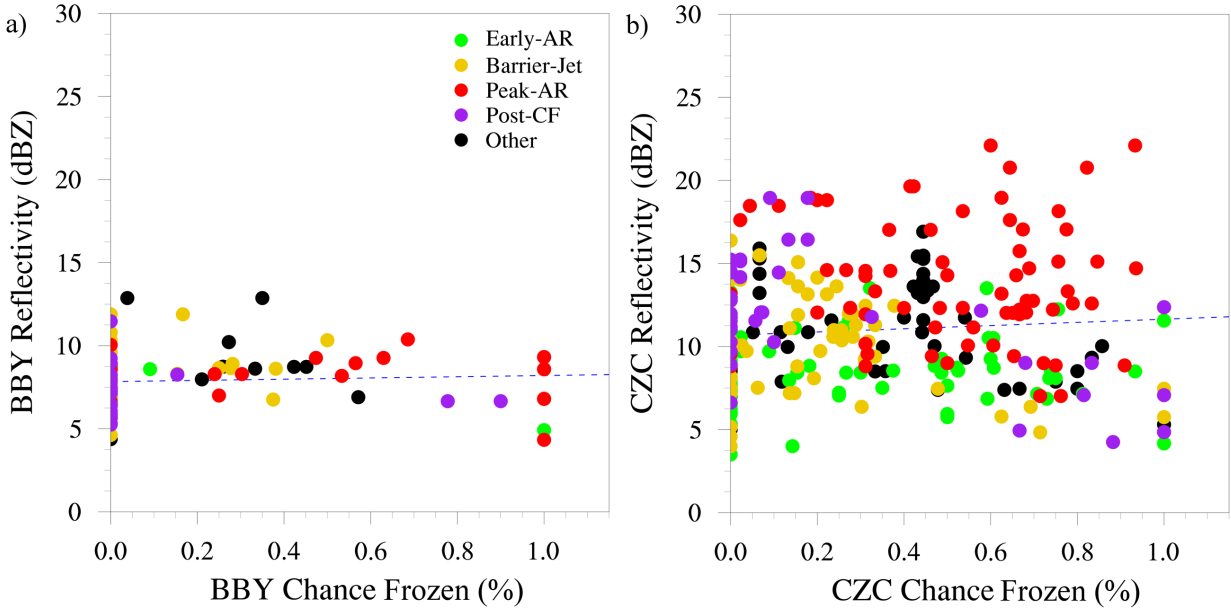 a)
30
25
20
15
10
5
0
BBY Reflectivity (dBZ)
Early-AR
Barrier-Jet
Peak-AR
Post-CF
Other
0.0 0.2 0.4 0.6 0.8 1.0
BBY Chance Frozen (%)
b)
30
25
20
15
10
5
0
CZC Reflectivity (dBZ)
0.0 0.2 0.4 0.6 0.8 1.0
CZC Chance Frozen (%)